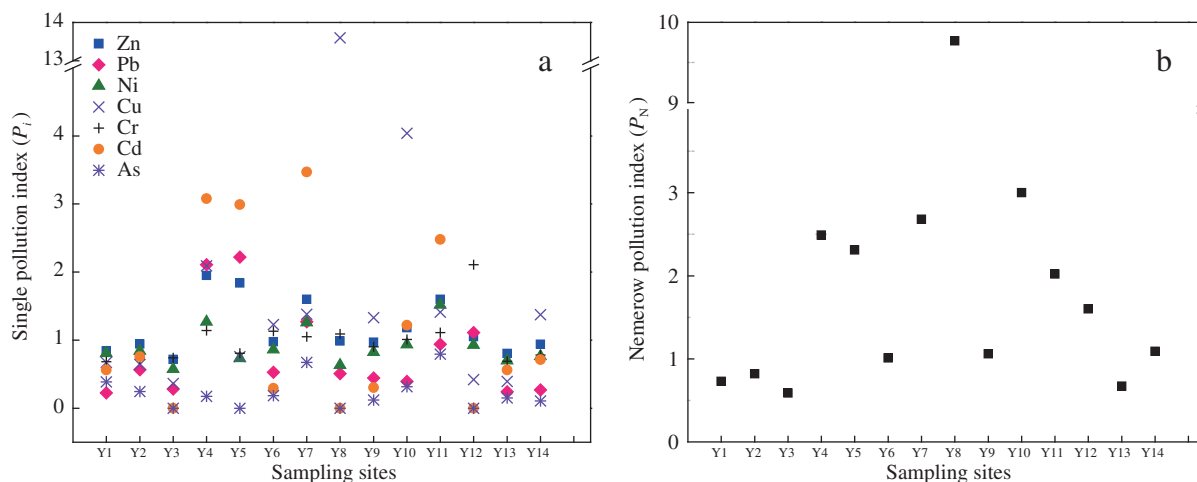 14
13
4
3
2
1
0
Single pollution index (Pi)
Zn
Pb
Ni
Cu
Cr
Cd
As
a
Y1 Y2 Y3 Y4 Y5 Y6 Y7 Y8 Y9 Y10 Y11 Y12 Y13 Y14
Sampling sites
10
9
3
2
1
0
Nemerow pollution index (PN)
b
Y1 Y2 Y3 Y4 Y5 Y6 Y7 Y8 Y9 Y10 Y11 Y12 Y13 Y14
Sampling sites